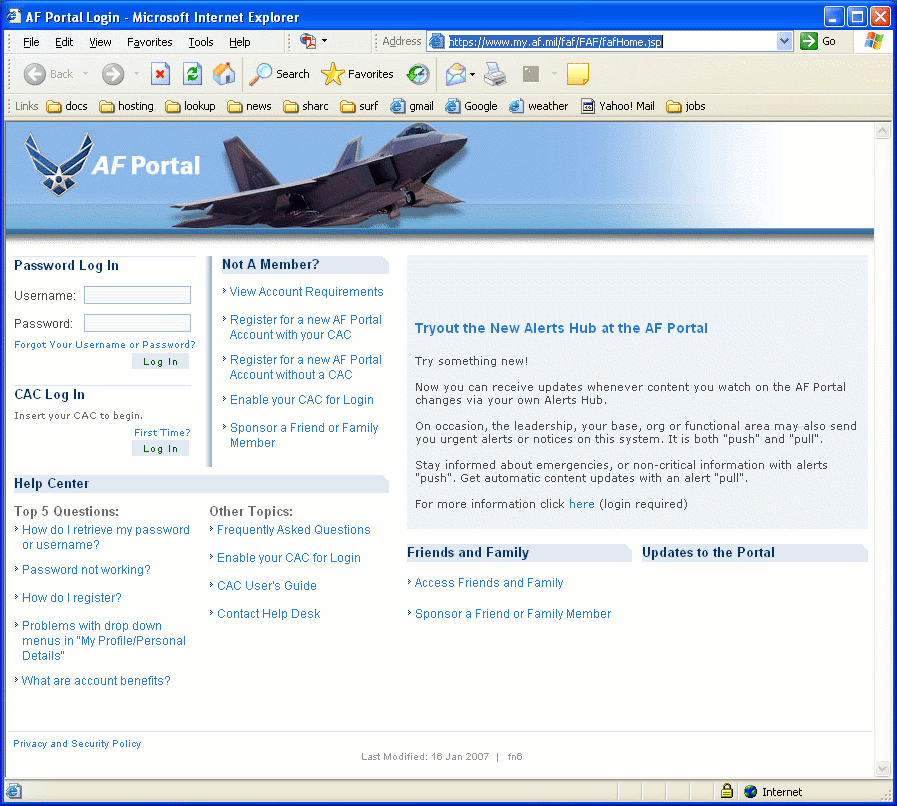 AF Portal Login - Microsoft Internet Explorer
File Edit View Favorites Tools Help
Address https://www.my.af.mil/faf/FAF/fafHome.jsp Go
Back Search Favorites
Links docs hosting lookup news sharc surf gmail Google weather Yahoo! Mail jobs
AF Portal
Password Log In
Username:
Password:
Forgot Your Username or Password?
Log In
CAC Log In
Insert your CAC to begin.
First Time?
Log In
Not A Member?
View Account Requirements
Register for a new AF Portal
Account with your CAC
Register for a new AF Portal
Account without a CAC
Enable your CAC for Login
Sponsor a Friend or Family
Member
Tryout the New Alerts Hub at the AF Portal
Try something new!
Now you can receive updates whenever content you watch on the AF Portal
changes via your own Alerts Hub.
On occasion, the leadership, your base, org or functional area may also send
you urgent alerts or notices on this system. It is both "push" and "pull".
Stay informed about emergencies, or non-critical information with alerts
"push". Get automatic content updates with an alert "pull".
For more information click here (login required)
Help Center
Top 5 Questions:
How do I retrieve my password
or username?
Password not working?
How do I register?
Problems with drop down
menus in "My Profile/Personal
Details"
What are account benefits?
Other Topics:
Frequently Asked Questions
Enable your CAC for Login
CAC User's Guide
Contact Help Desk
Friends and Family
Access Friends and Family
Sponsor a Friend or Family Member
Updates to the Portal
Privacy and Security Policy
Last Modified: 16 Jan 2007 | fn6
Internet